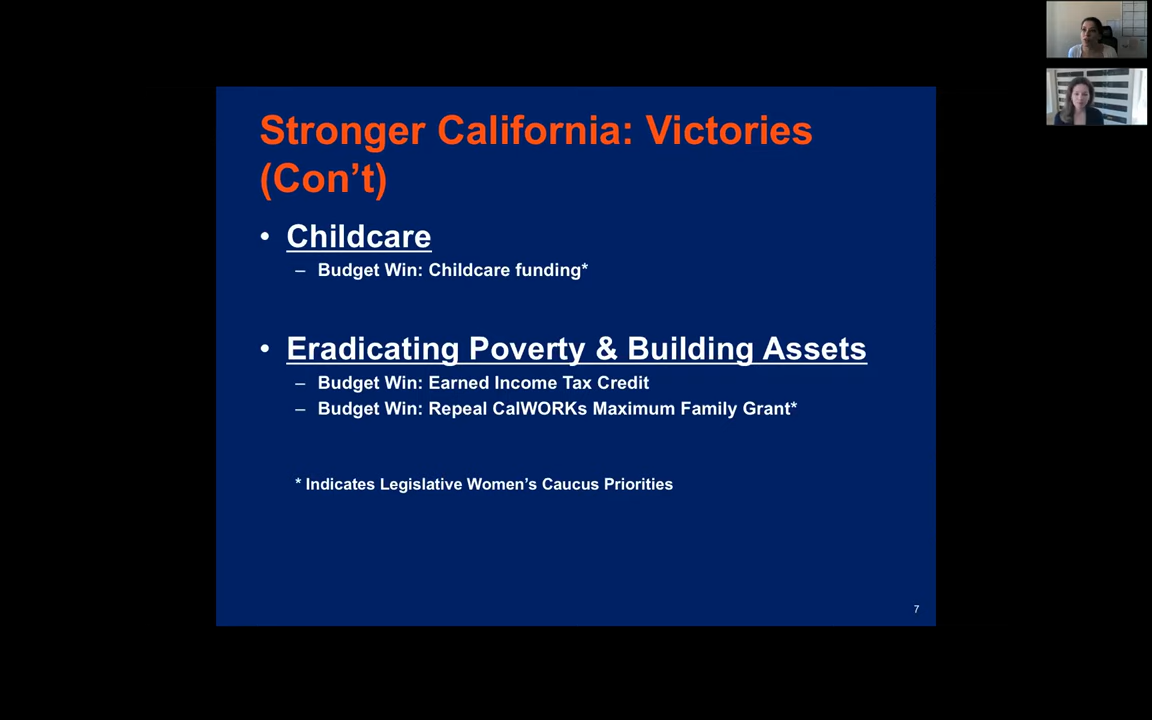 Stronger California: Victories
(Con’t)
• Childcare
– Budget Win: Childcare funding*
• Eradicating Poverty & Building Assets
– Budget Win: Earned Income Tax Credit
– Budget Win: Repeal CalWORKs Maximum Family Grant*
* Indicates Legislative Women’s Caucus Priorities
7